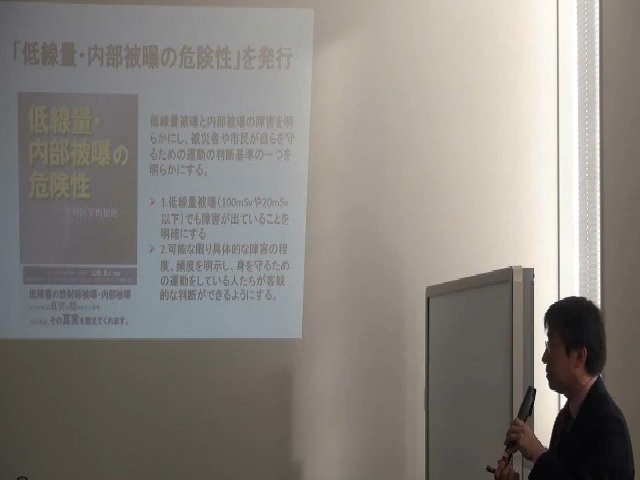 「低線量・内部被曝の危険性」を発行
低線量・
内部被曝の
危険性
その医学的根拠
低線量の放射線被曝・内部被曝
その真実を教えてくれます。
低線量被曝と内部被曝の障害を明
らかにし、被災者や市民が自らを守
るための運動の判断基準の一つを
明らかにする。
➢ 1.低線量被曝（100mSvや20mSv
以下）でも障害が出ていることを
明確にする
➢ 2.可能な限り具体的な障害の程
度、頻度を明示し、身を守るため
の運動をしている人たちが客観
的な判断ができるようにする。